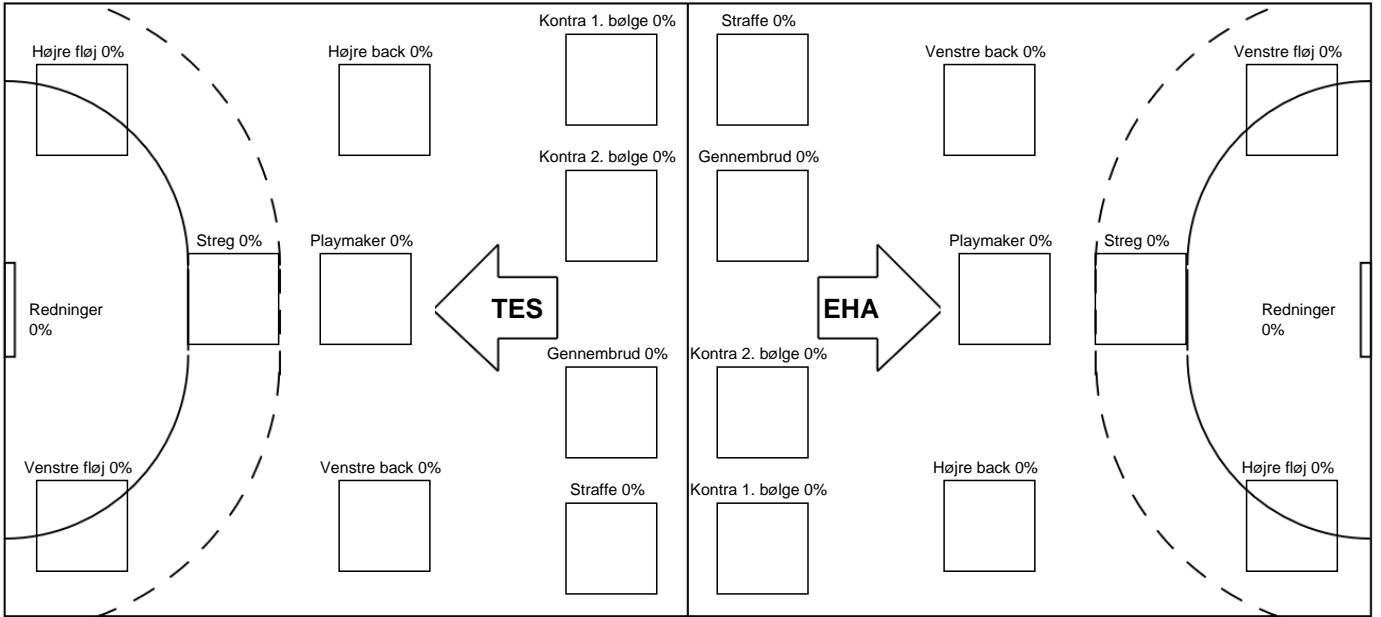 Kontra 1. bølge 0%
Straffe 0%
Højre fløj 0%
Højre back 0%
Venstre back 0%
Venstre fløj 0%
Kontra 2. bølge 0%
Gennembrud 0%
Streg 0%
Playmaker 0%
Playmaker 0%
Streg 0%
Redninger
0%
TES
EHA
Redninger
0%
Gennembrud 0%
Kontra 2. bølge 0%
Venstre fløj 0%
Venstre back 0%
Straffe 0%
Kontra 1. bølge 0%
Højre back 0%
Højre fløj 0%